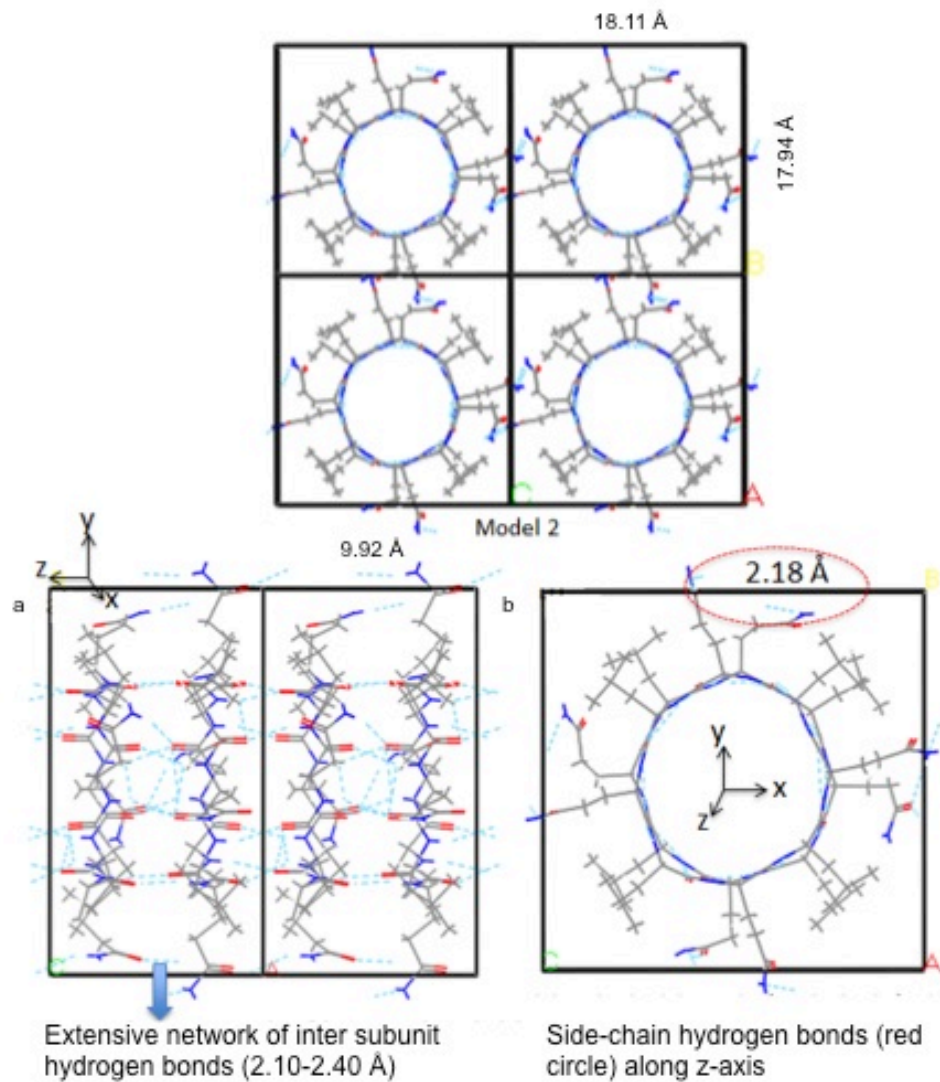 18.11 Å
17.94 Å
B
C
A
Model 2
y
z
x
9.92 Å
a
C
A
b
2.18 Å
B
y
x
z
C
A
Extensive network of inter subunit
hydrogen bonds (2.10-2.40 Å)
Side-chain hydrogen bonds (red
circle) along z-axis